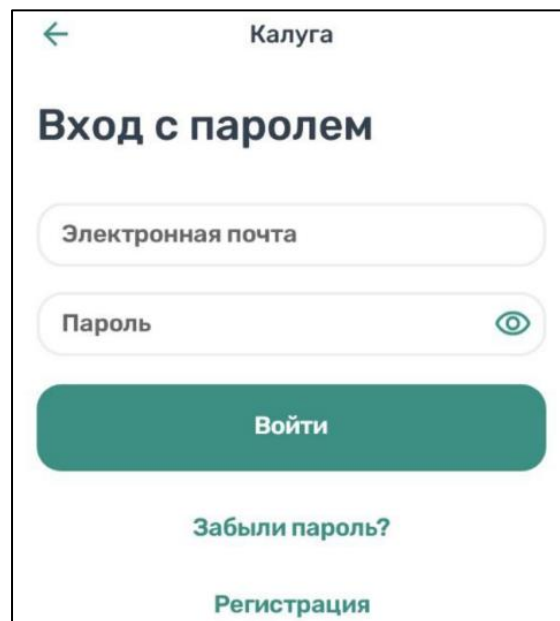 Калуга
Вход с паролем
Электронная почта
Пароль
Войти
Забыли пароль?
Регистрация